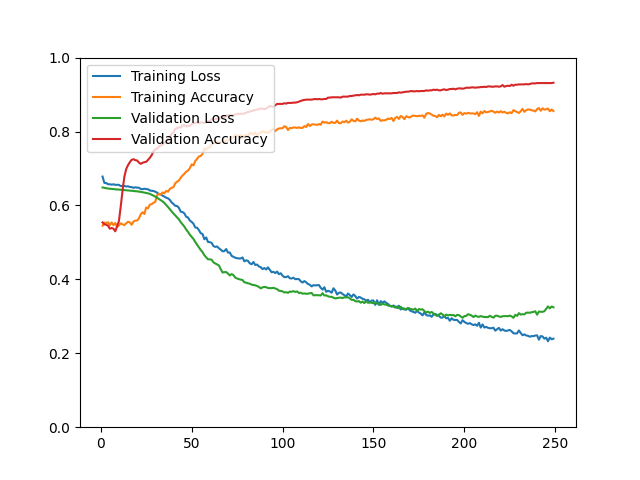 1.0
0.8
0.6
0.4
0.2
0.0
0 50 100 150 200 250
Training Loss
Training Accuracy
Validation Loss
Validation Accuracy